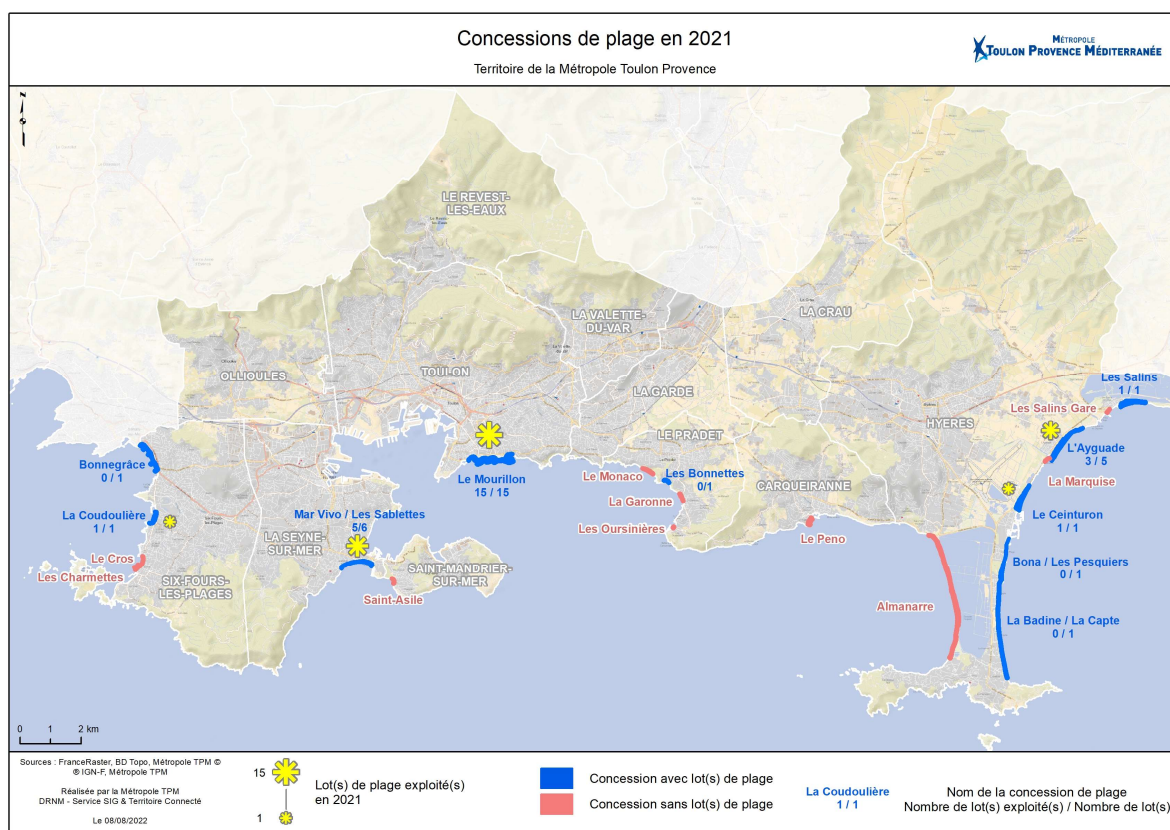 Concessions de plage en 2021
Territoire de la Métropole Toulon Provence
MÉTROPOLE
TOULON PROVENCE MÉDITERRANÉE
N
LE REVEST-
LES-EAUX
LA VALETTE-
DU-VAR
LA CRAU
OLLIOULES
TOULON
LA GARDE
Les Salins
1 / 1
Les Salins Gare
HYERES
LE PRADET
L'Ayguade
3 / 5
Bonnegrâce
0 / 1
Le Mourillon
15 / 15
Le Monaco
Les Bonnettes
0/1
CARQUEIRANNE
La Marquise
La Garonne
La Coudoulière
1 / 1
Mar Vivo / Les Sablettes
5/6
Les Oursinières
Le Ceinturon
1 / 1
LA SEYNE-
SUR-MER
Le Peno
Le Cros
Les Charmettes
Bona / Les Pesquiers
0 / 1
SIX-FOURS-
LES-PLAGES
SAINT-MANDRIER-
SUR-MER
Saint-Asile
Almanarre
La Badine / La Capte
0 / 1
0 1 2 km
Sources : FranceRaster, BD Topo, Métropole TPM ©
® IGN-F, Métropole TPM
Réalisée par la Métropole TPM
DRNM - Service SIG & Territoire Connecté
Le 08/08/2022
15
1
Lot(s) de plage exploité(s)
en 2021
Concession avec lot(s) de plage
Concession sans lot(s) de plage
La Coudoulière
1 / 1
Nom de la concession de plage
Nombre de lot(s) exploité(s) / Nombre de lot(s)